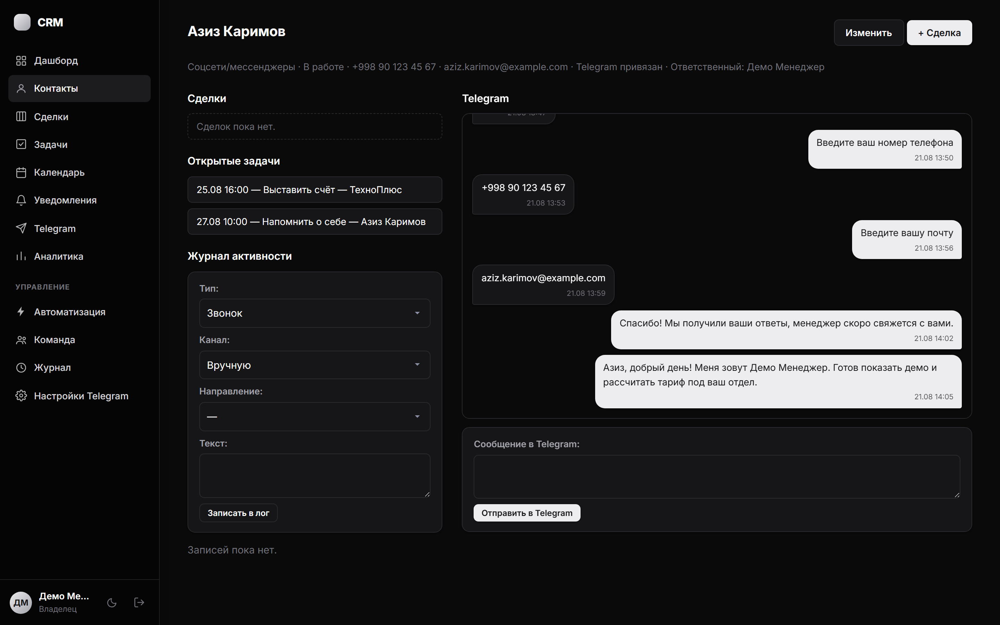 CRM
Дашборд
Контакты
Сделки
Задачи
Календарь
Уведомления
Telegram
Аналитика
УПРАВЛЕНИЕ
Автоматизация
Команда
Журнал
Настройки Telegram
ДМ
Демо Ме...
Владелец
Азиз Каримов
Изменить
+ Сделка
Соцсети/мессенджеры · В работе · +998 90 123 45 67 · aziz.karimov@example.com · Telegram привязан · Ответственный: Демо Менеджер
Сделки
Сделок пока нет.
Открытые задачи
25.08 16:00 — Выставить счёт — ТехноПлюс
27.08 10:00 — Напомнить о себе — Азиз Каримов
Журнал активности
Тип:
Звонок
Канал:
Вручную
Направление:
—
Текст:
Записать в лог
Записей пока нет.
Telegram
Введите ваш номер телефона
21.08 13:50
+998 90 123 45 67
21.08 13:53
Введите вашу почту
21.08 13:56
aziz.karimov@example.com
21.08 13:59
Спасибо! Мы получили ваши ответы, менеджер скоро свяжется с вами.
21.08 14:02
Азиз, добрый день! Меня зовут Демо Менеджер. Готов показать демо и
рассчитать тариф под ваш отдел.
21.08 14:05
Сообщение в Telegram:
Отправить в Telegram